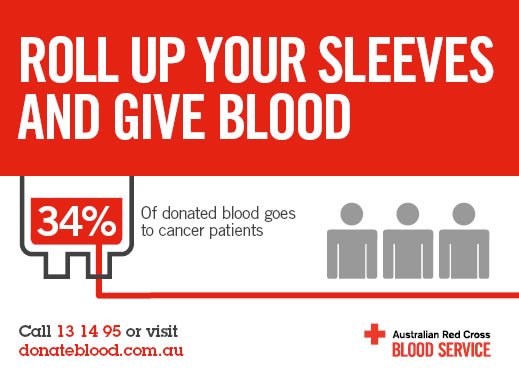 ROLL UP YOUR SLEEVES
AND GIVE BLOOD
34%
Of donated blood goes
to cancer patients
Call 13 14 95 or visit
donateblood.com.au
Australian Red Cross
BLOOD SERVICE